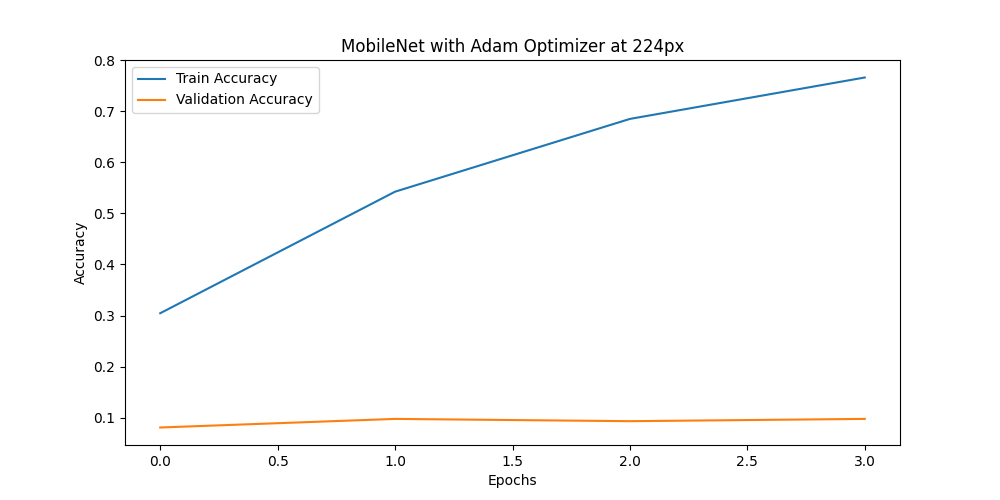 MobileNet with Adam Optimizer at 224px
Train Accuracy
Validation Accuracy
0.8
0.7
0.6
0.5
0.4
0.3
0.2
0.1
Accuracy
0.0 0.5 1.0 1.5 2.0 2.5 3.0
Epochs